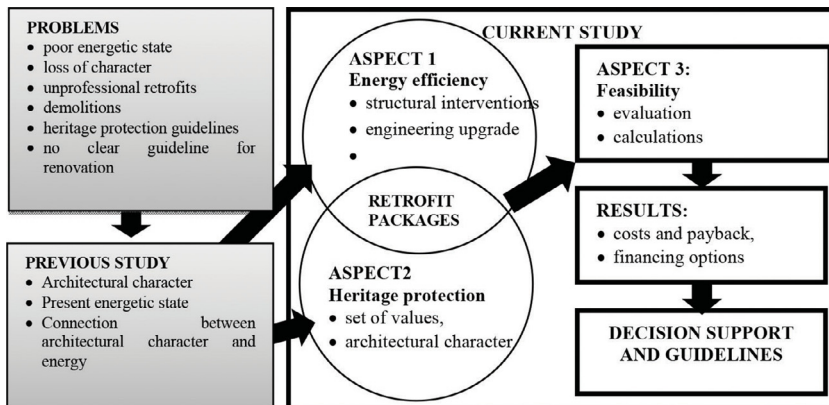 PROBLEMS
• poor energetic state
• loss of character
• unprofessional retrofits
• demolitions
• heritage protection guidelines
• no clear guideline for
renovation
PREVIOUS STUDY
• Architectural character
• Present energetic state
• Connection between
architectural character and
energy
CURRENT STUDY
ASPECT 1
Energy efficiency
• structural interventions
• engineering upgrade
•
RETROFIT
PACKAGES
ASPECT2
Heritage protection
• set of values,
• architectural character
ASPECT 3:
Feasibility
• evaluation
• calculations
RESULTS:
• costs and payback,
• financing options
DECISION SUPPORT
AND GUIDELINES